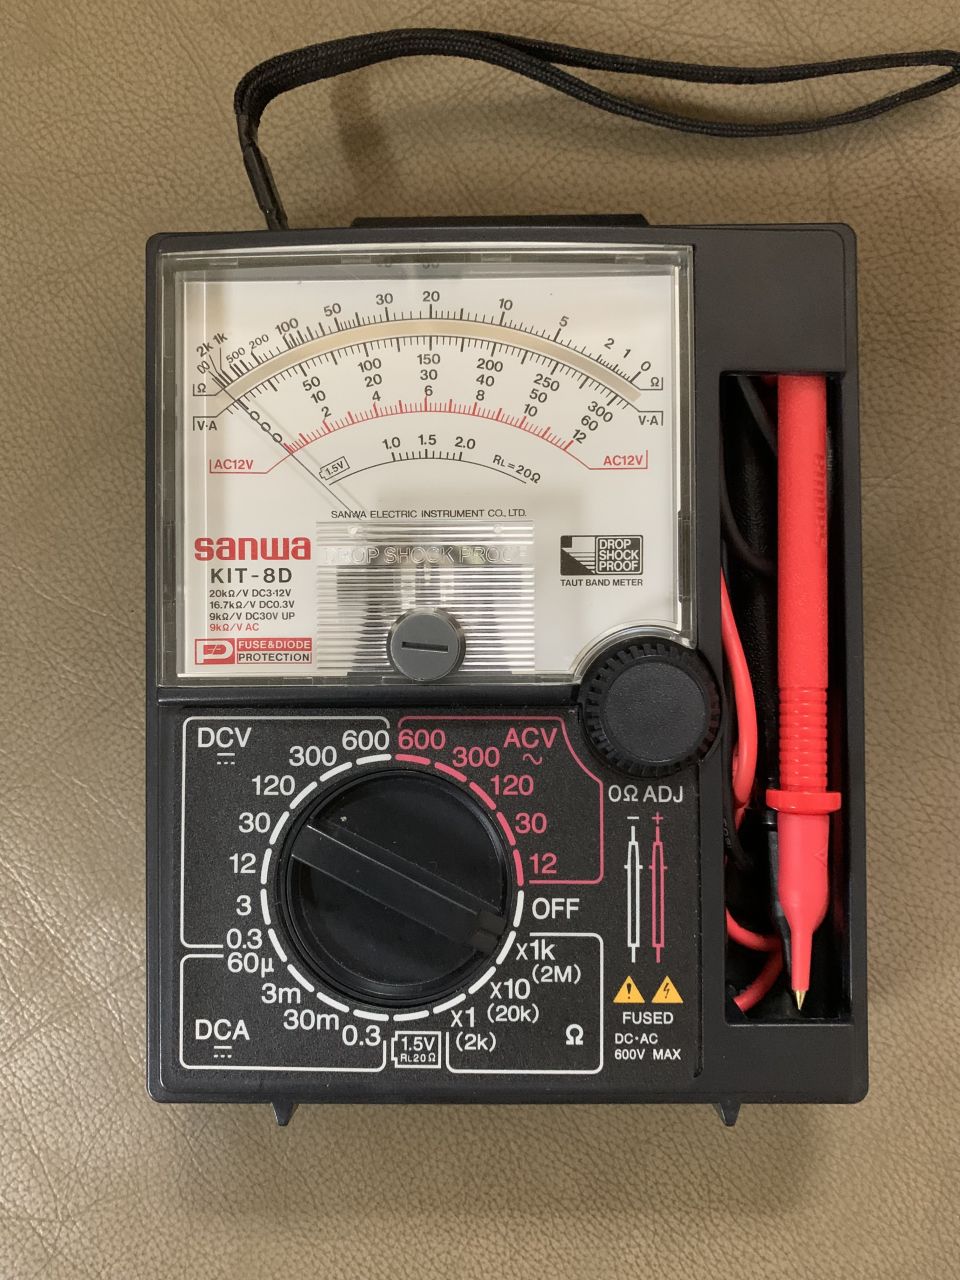 50 30 20 10 5
2k 1k 500 200 100 2 1 0
∞
Ω Ω
0 50 100 150 200 250 300
0 10 20 30 40 50 60
0 2 4 6 8 10 12
V·A V·A
AC12V AC12V
1.5V 1.0 1.5 2.0 RL=20Ω
SANWA ELECTRIC INSTRUMENT CO., LTD.
sanwa
KIT-8D
20kΩ/V DC3·12V
16.7kΩ/V DC0.3V
9kΩ/V DC30V UP
9kΩ/V AC
FUSE&DIODE
PROTECTION
DROP SHOCK PROOF
DROP
SHOCK
PROOF
TAUT BAND METER
DCV
600
300
120
30
12
3
0.3
ACV
600
300
120
30
12
OFF
x1k
(2M)
x10
(20k)
x1
(2k)
Ω
1.5V
RL20Ω
DCA
60µ
3m
30m
0.3
0Ω ADJ
− +
FUSED
DC·AC
600V MAX